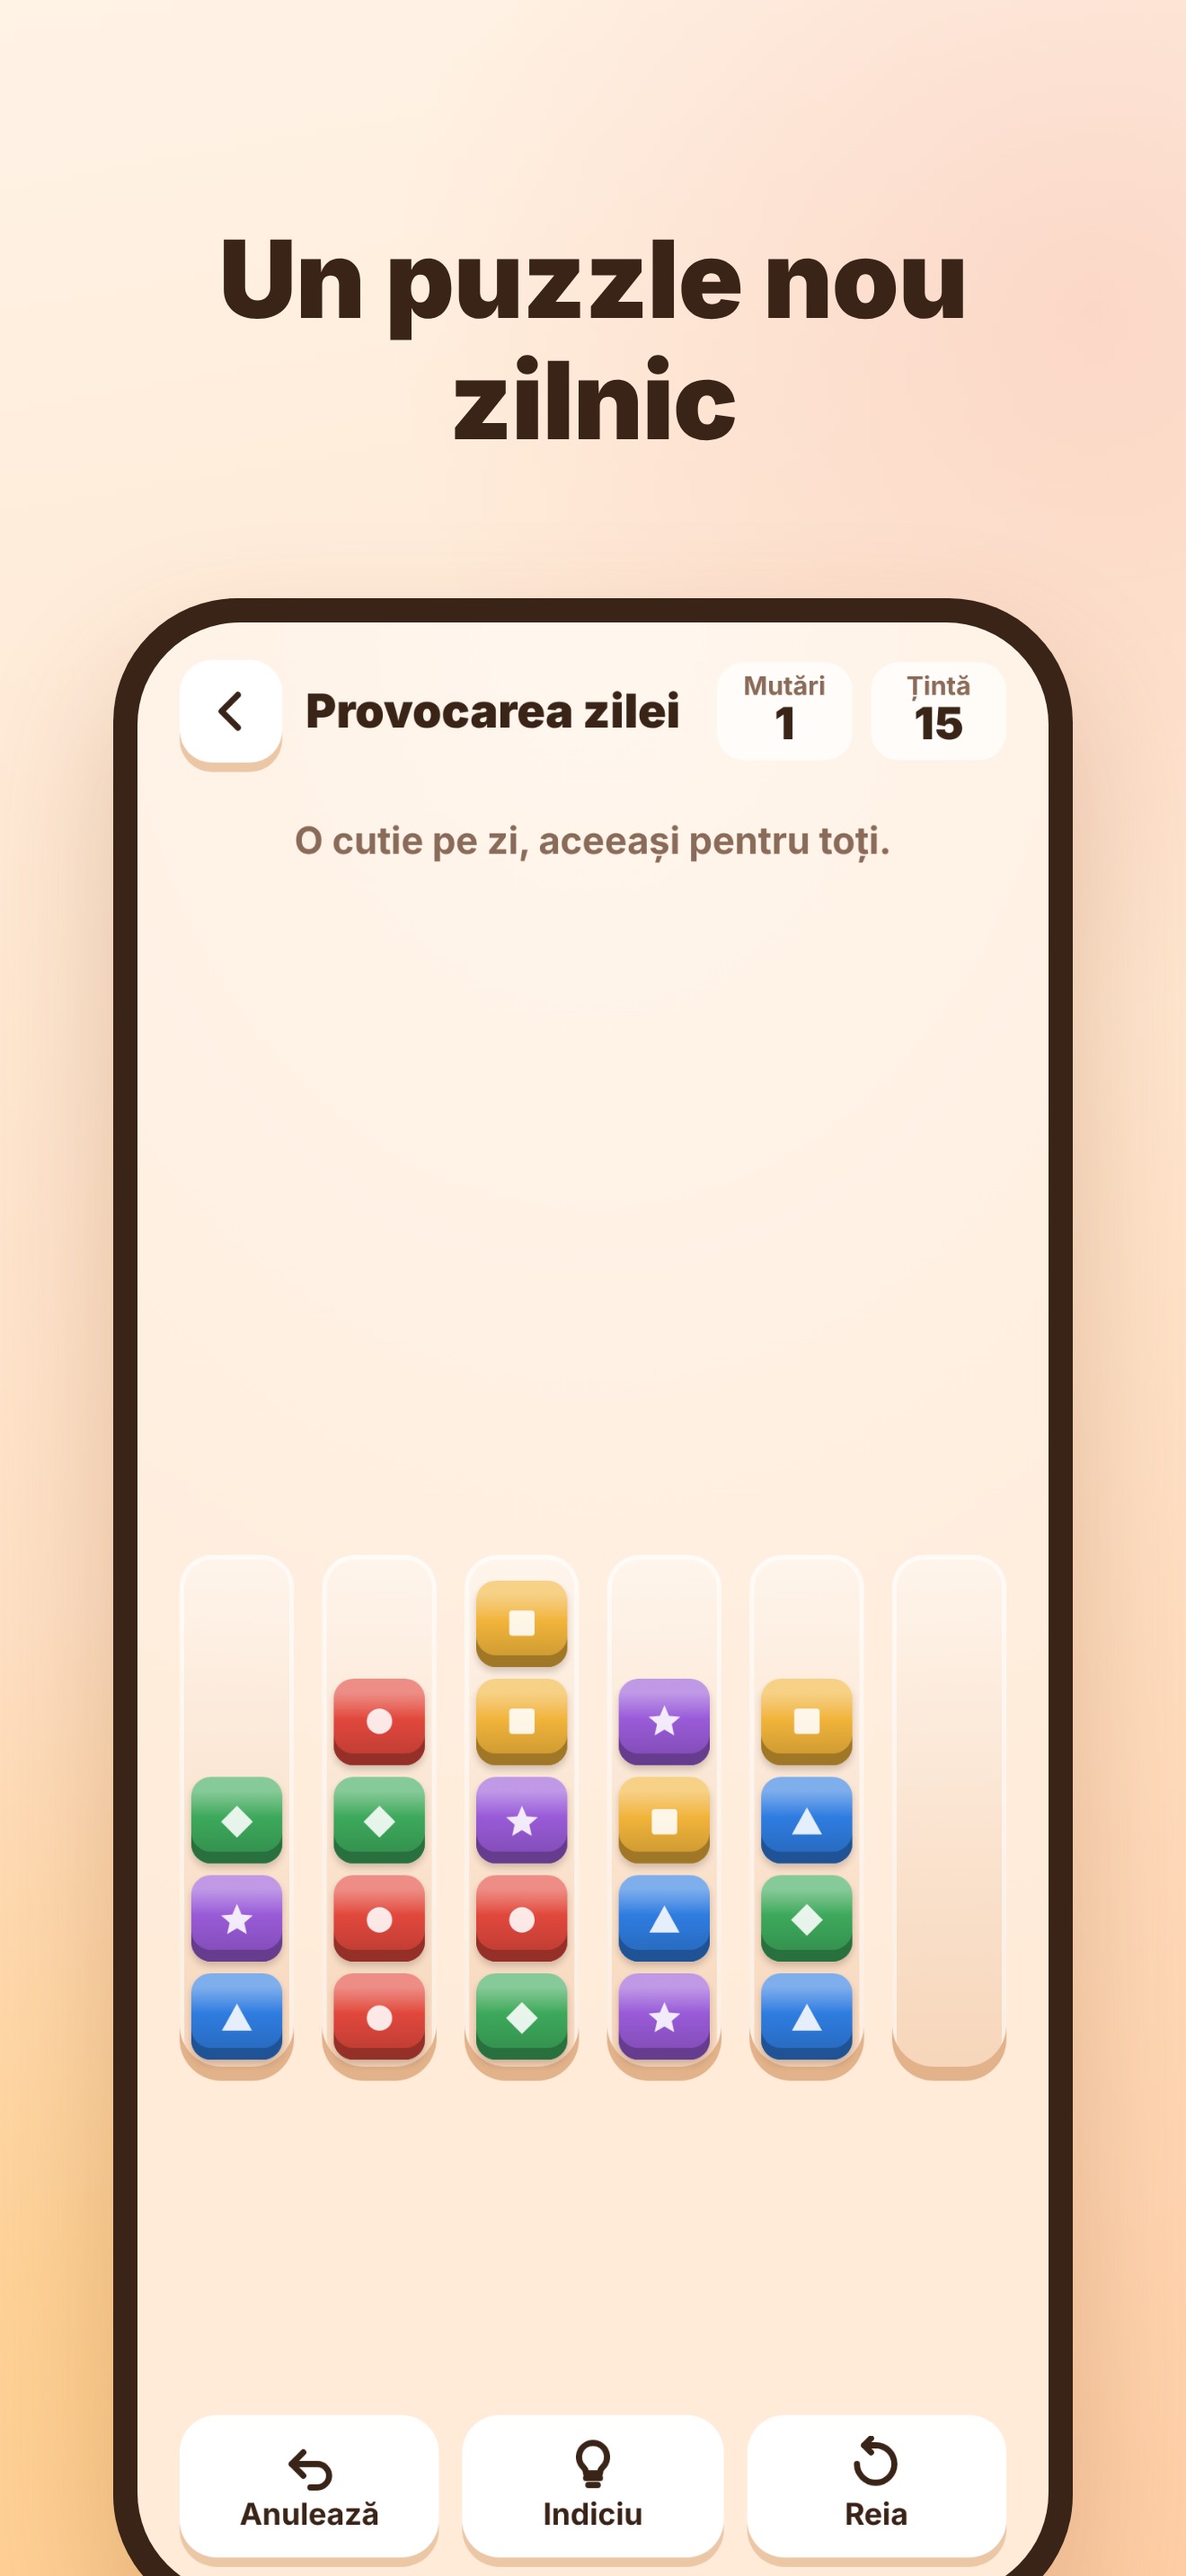 Un puzzle nou
zilnic
Provocarea zilei
Mutări
1
Țintă
15
O cutie pe zi, aceeași pentru toți.
Anulează
Indiciu
Reia